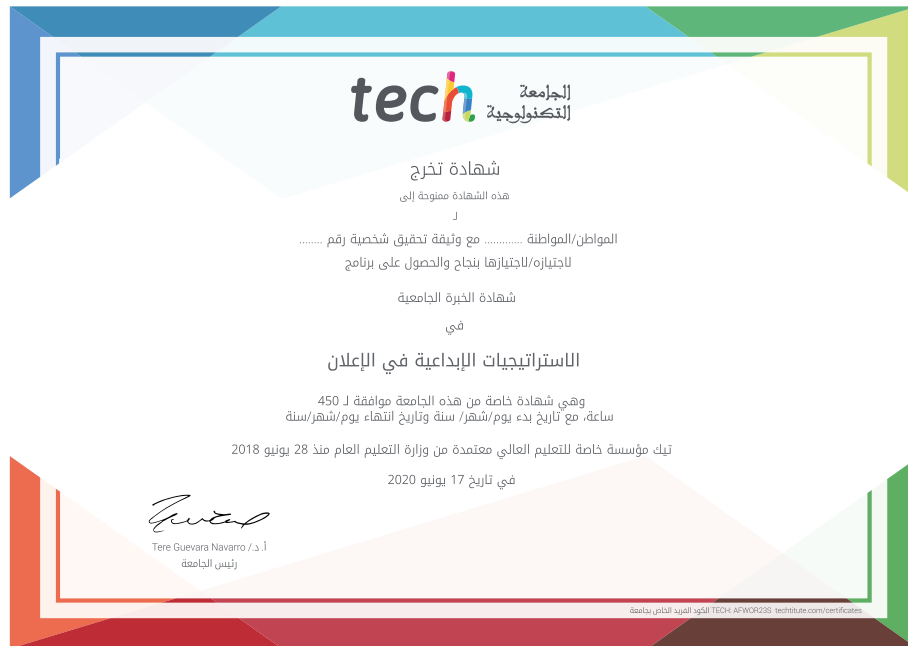 tech الجامعة
التكنولوجية
شهادة تخرج
هذه الشهادة ممنوحة إلى
لـ
المواطن/المواطنة ............ مع وثيقة تحقيق شخصية رقم ........
لاجتيازه/لاجتيازها بنجاح والحصول على برنامج
شهادة الخبرة الجامعية
في
الاستراتيجيات الإبداعية في الإعلان
وهي شهادة خاصة من هذه الجامعة موافقة لـ 450
ساعة، مع تاريخ بدء يوم/شهر/ سنة وتاريخ انتهاء يوم/شهر/سنة
تيك مؤسسة خاصة للتعليم العالي معتمدة من وزارة التعليم العام منذ 28 يونيو 2018
في تاريخ 17 يونيو 2020
أ. د./ Tere Guevara Navarro
رئيس الجامعة
الكود الفريد الخاص بجامعة TECH: AFWOR23S techtitute.com/certificates